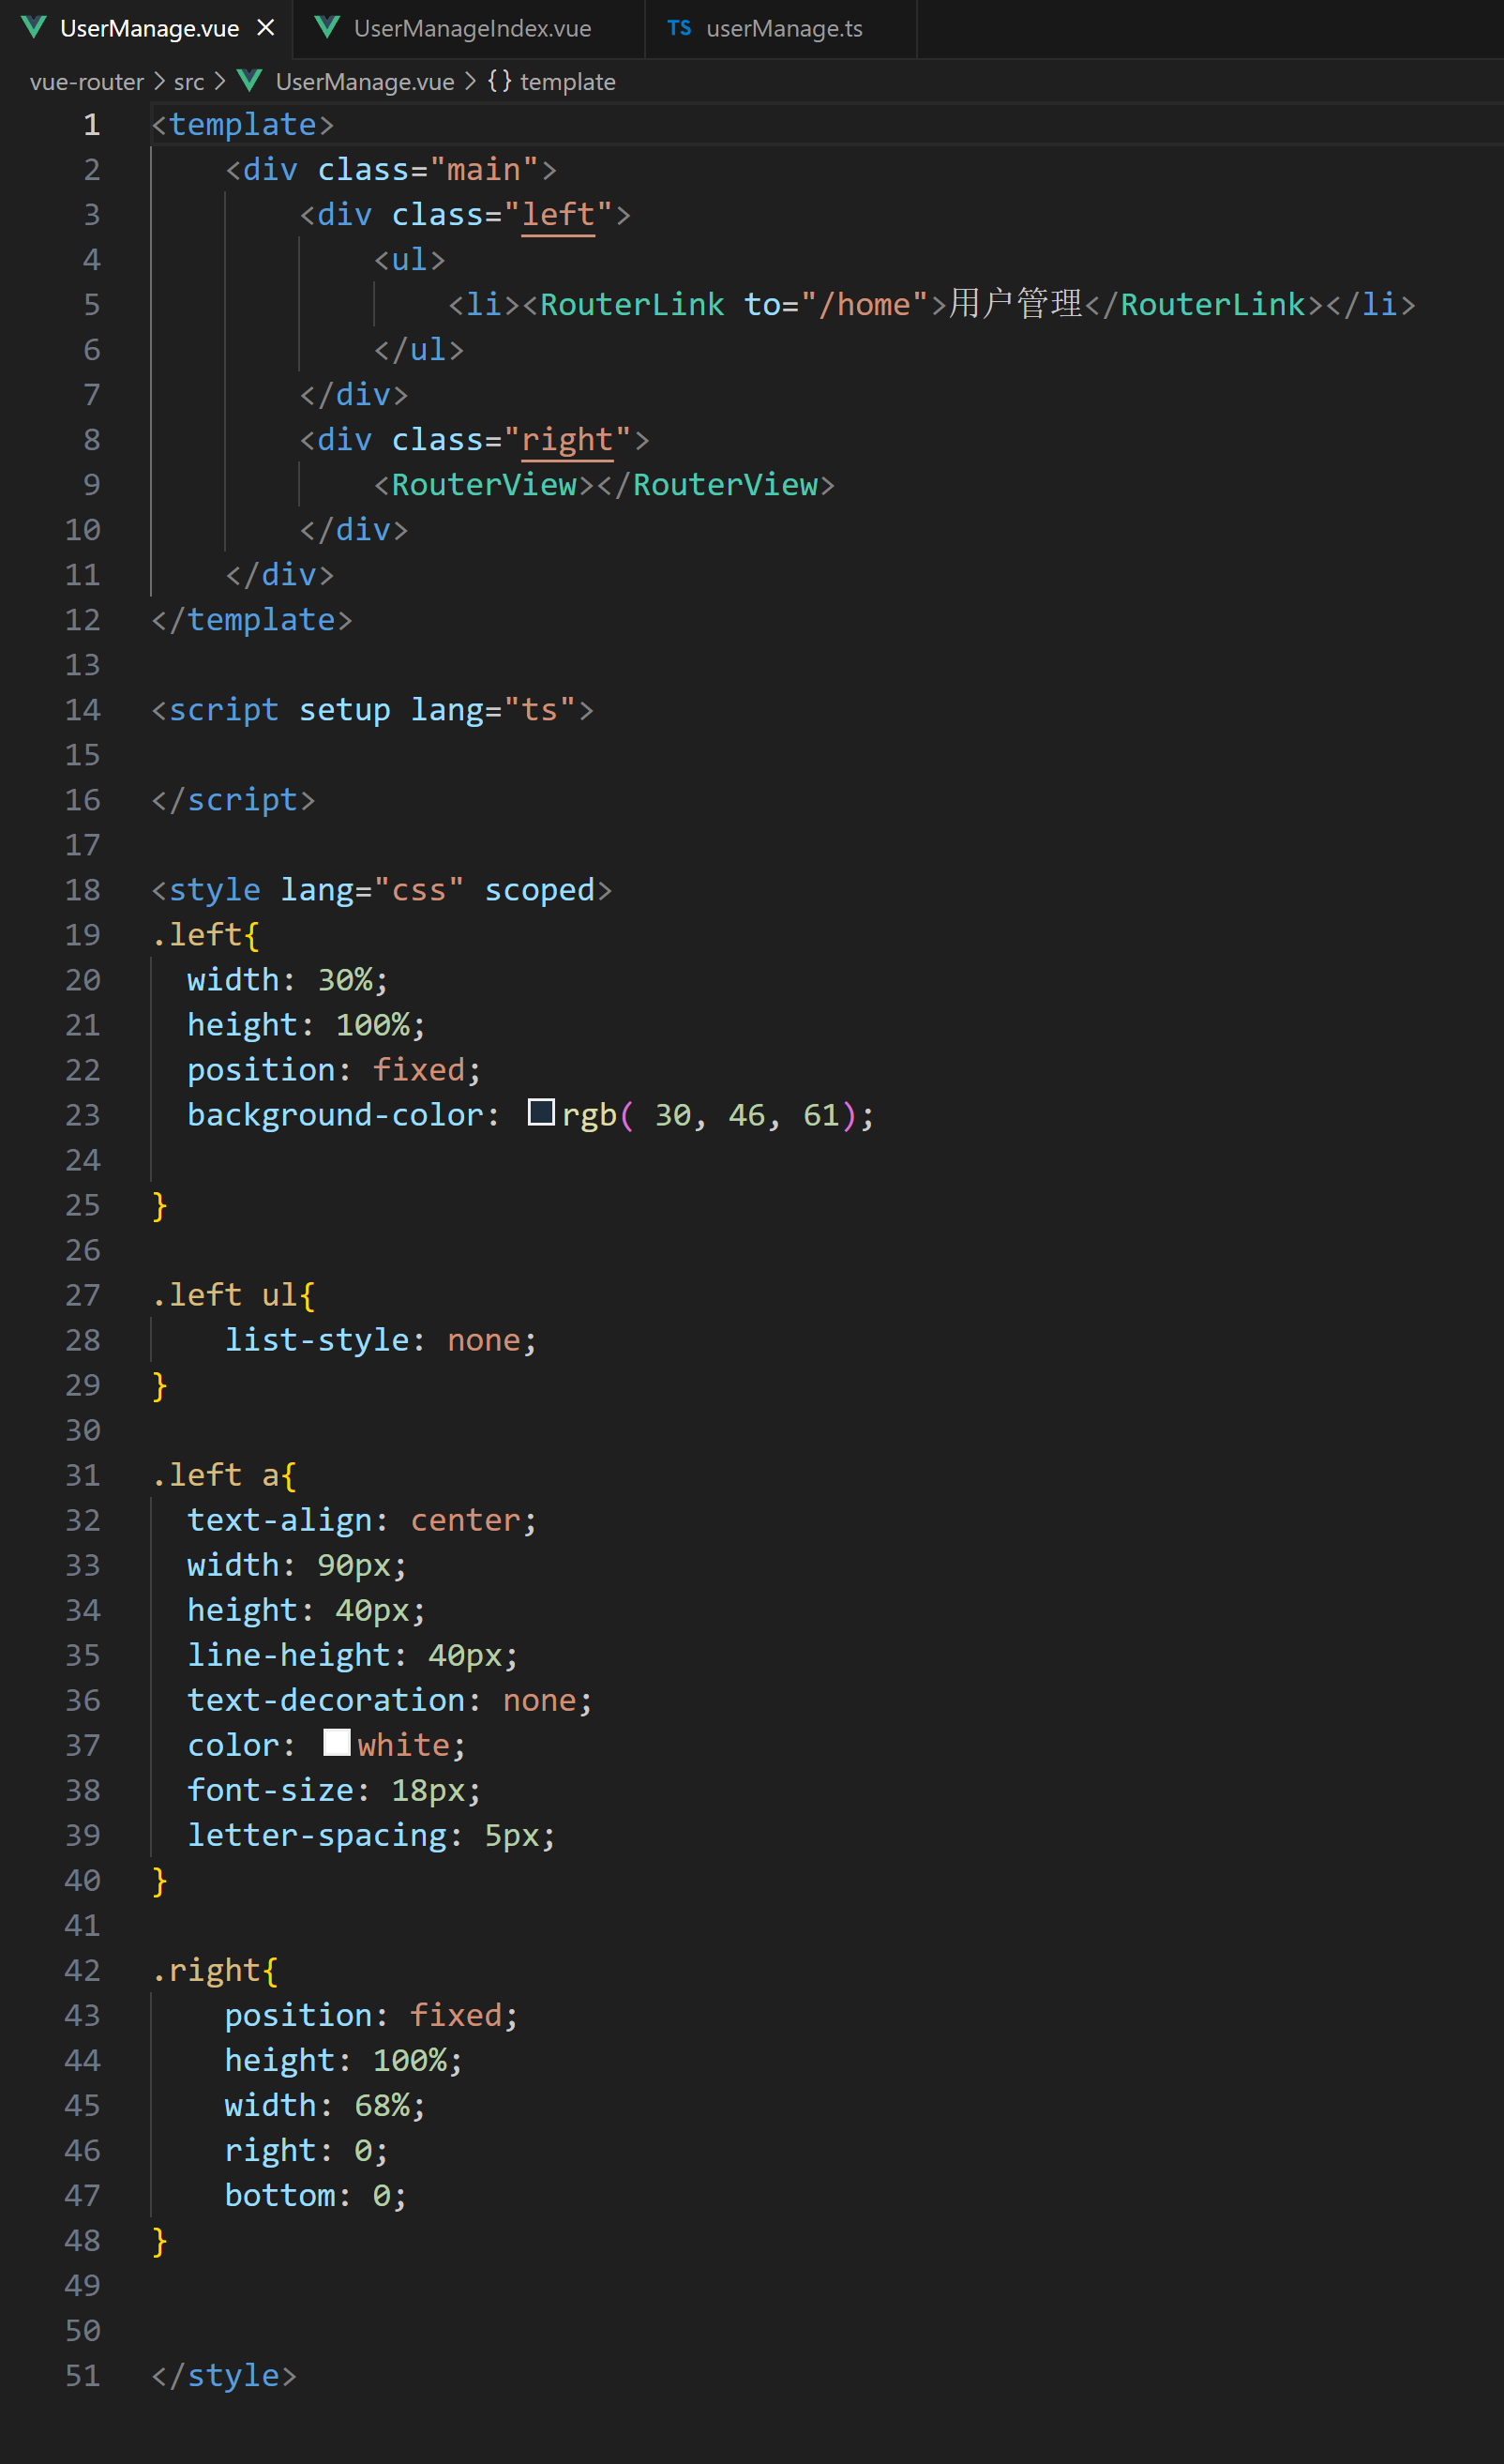 UserManage.vue × UserManageIndex.vue TS userManage.ts
vue-router > src > UserManage.vue > {} template
1 <template>
2     <div class="main">
3         <div class="left">
4             <ul>
5                 <li><RouterLink to="/home">用户管理</RouterLink></li>
6             </ul>
7         </div>
8         <div class="right">
9             <RouterView></RouterView>
10         </div>
11     </div>
12 </template>
13
14 <script setup lang="ts">
15
16 </script>
17
18 <style lang="css" scoped>
19 .left{
20   width: 30%;
21   height: 100%;
22   position: fixed;
23   background-color: rgb( 30, 46, 61);
24
25 }
26
27 .left ul{
28     list-style: none;
29 }
30
31 .left a{
32   text-align: center;
33   width: 90px;
34   height: 40px;
35   line-height: 40px;
36   text-decoration: none;
37   color: white;
38   font-size: 18px;
39   letter-spacing: 5px;
40 }
41
42 .right{
43     position: fixed;
44     height: 100%;
45     width: 68%;
46     right: 0;
47     bottom: 0;
48 }
49
50
51 </style>